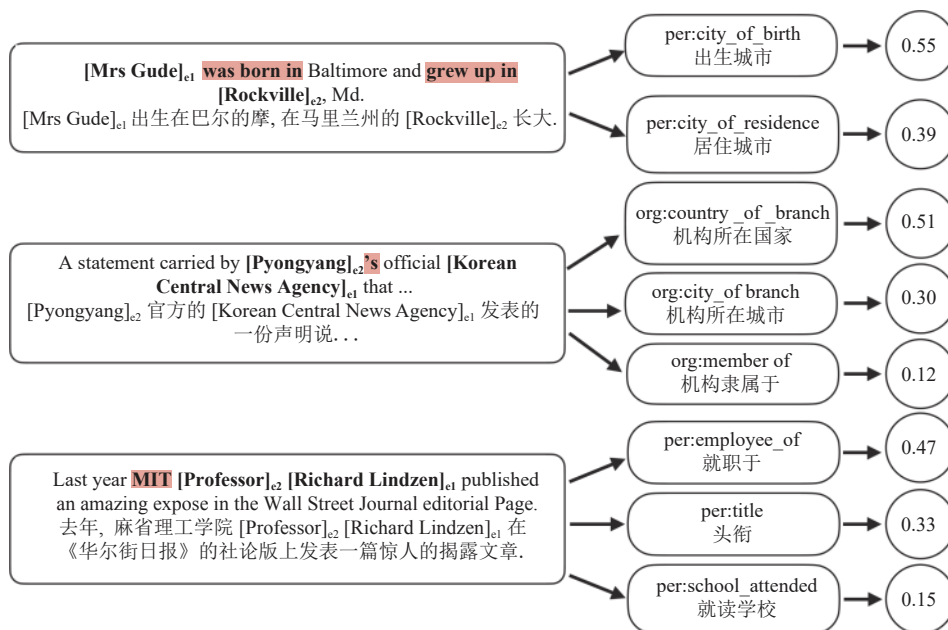 [Mrs Gude]e1 was born in Baltimore and grew up in
[Rockville]e2, Md.
[Mrs Gude]e1 出生在巴尔的摩, 在马里兰州的 [Rockville]e2 长大.
per:city_of_birth
出生城市
0.55
per:city_of_residence
居住城市
0.39
A statement carried by [Pyongyang]e2's official [Korean
Central News Agency]e1 that ...
[Pyongyang]e2 官方的 [Korean Central News Agency]e1 发表的
一份声明说. . .
org:country _of _branch
机构所在国家
0.51
org:city_of branch
机构所在城市
0.30
org:member of
机构隶属于
0.12
Last year MIT [Professor]e2 [Richard Lindzen]e1 published
an amazing expose in the Wall Street Journal editorial Page.
去年, 麻省理工学院 [Professor]e2 [Richard Lindzen]e1 在
《华尔街日报》的社论版上发表一篇惊人的揭露文章.
per:employee_of
就职于
0.47
per:title
头衔
0.33
per:school_attended
就读学校
0.15